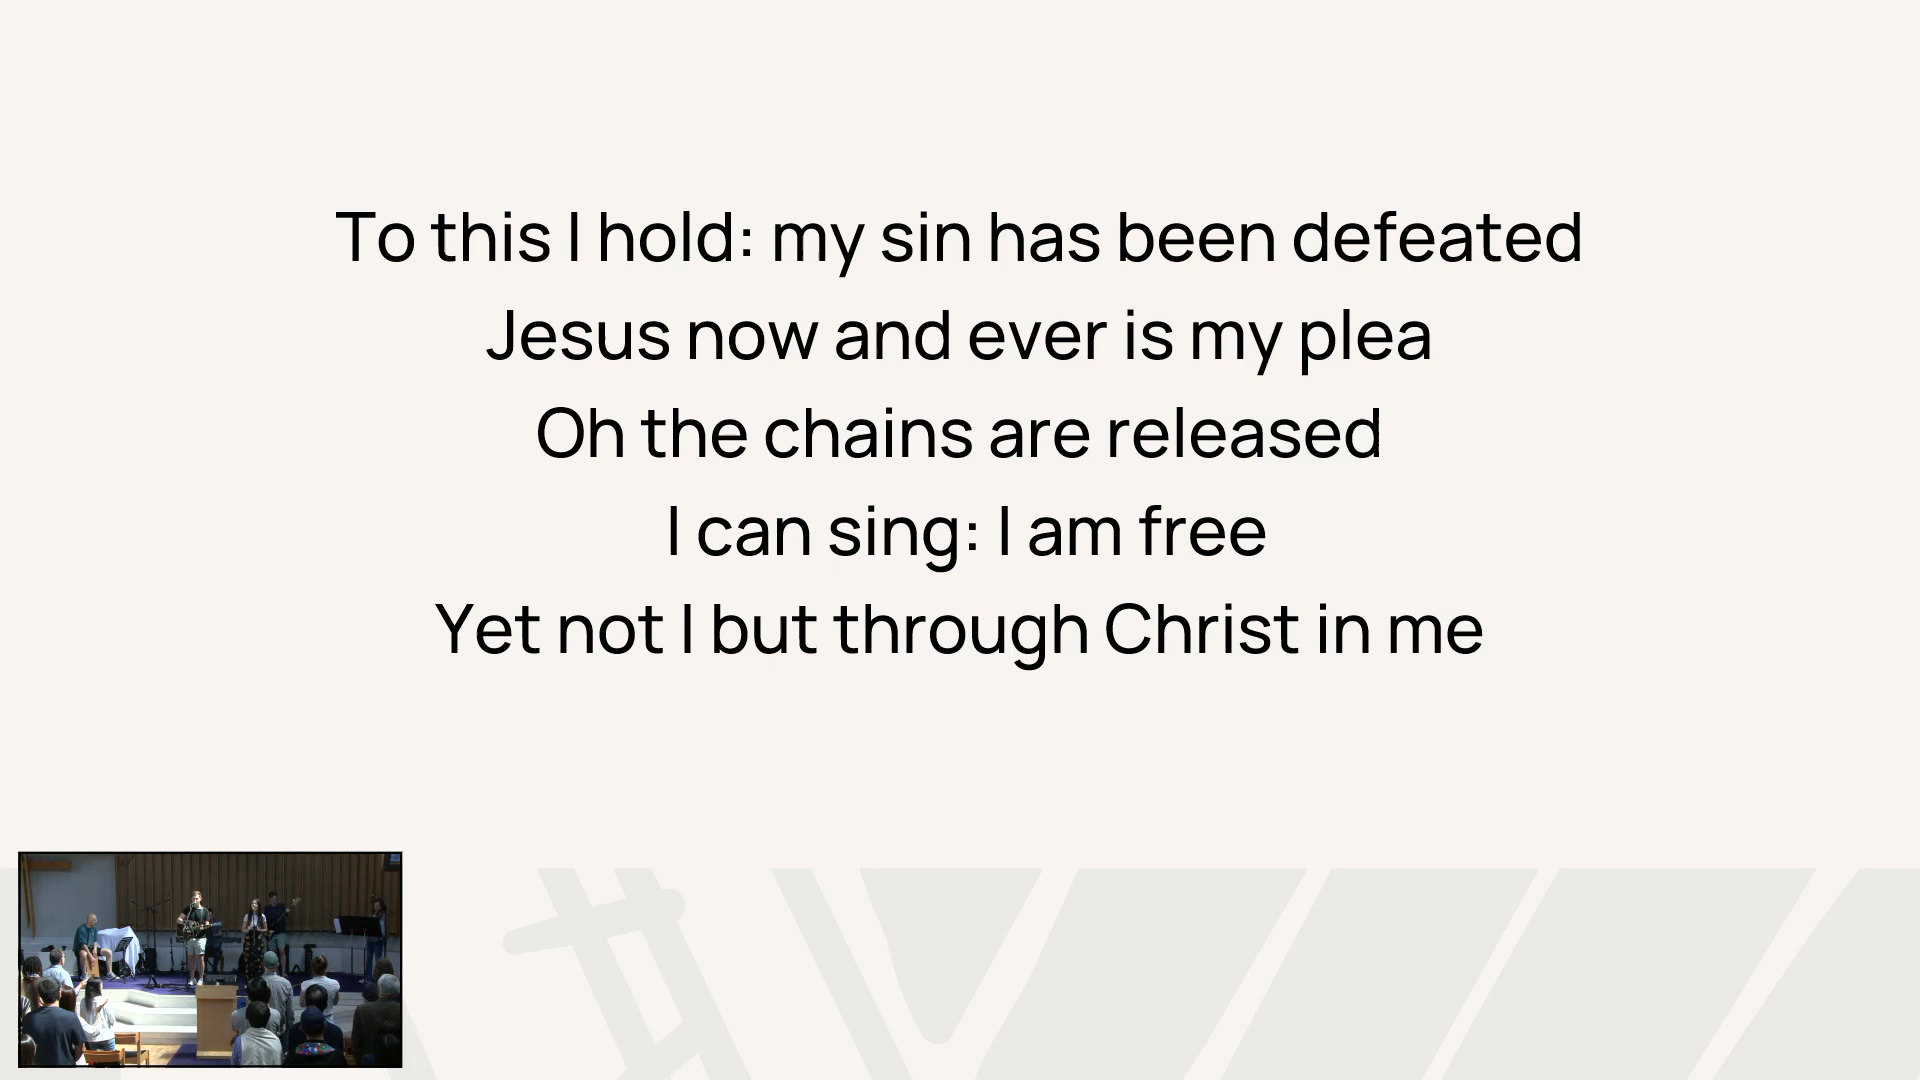 To this I hold: my sin has been defeated
Jesus now and ever is my plea
Oh the chains are released
I can sing: I am free
Yet not I but through Christ in me